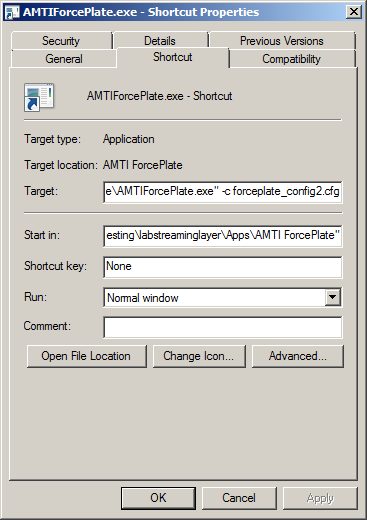 AMTIForcePlate.exe - Shortcut Properties
Security Details Previous Versions
General Shortcut Compatibility
AMTIForcePlate.exe - Shortcut
Target type: Application
Target location: AMTI ForcePlate
Target: e\AMTIForcePlate.exe" -c forceplate_config2.cfg
Start in: esting\labstreaminglayer\Apps\AMTI ForcePlate"
Shortcut key: None
Run: Normal window
Comment:
Open File Location Change Icon... Advanced...
OK Cancel Apply